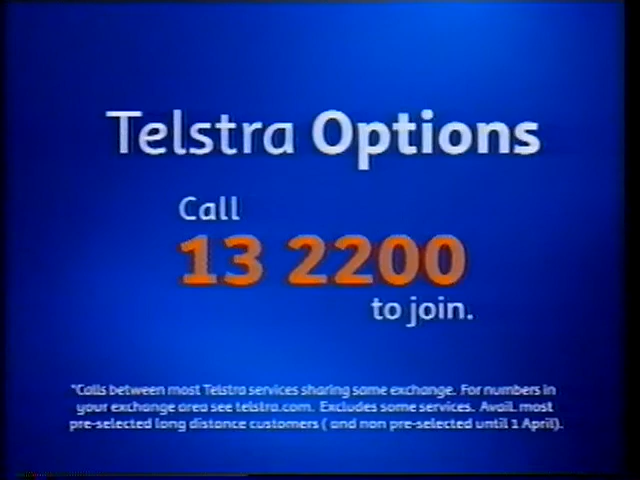 Telstra Options
Call
13 2200
to join.
*Calls between most Telstra services sharing same exchange. For numbers in
your exchange area see telstra.com. Excludes some services. Avail. most
pre-selected long distance customers ( and non pre-selected until 1 April).